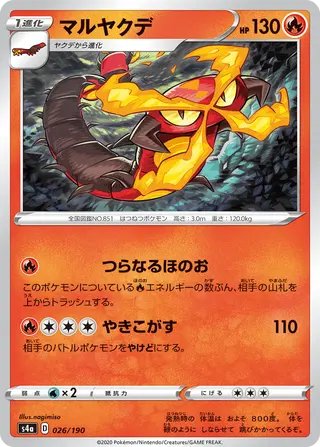 1進化
マルヤクデ
HP 130
ヤクデから進化
全国図鑑NO.851 はつねつポケモン 高さ:3.0m 重さ:120.0kg
つらなるほのお
このポケモンについているエネルギーの数ぶん、相手の山札を
上からトラッシュする。
やきこがす 110
相手のバトルポケモンをやけどにする。
弱点 ×2 抵抗力 にげる
illus.nagimiso
s4a D 026/190
発熱時の 体温は およそ 800度。体を
鞭のように しならせて 跳びかかってくるぞ。
©2020 Pokémon/Nintendo/Creatures/GAME FREAK.